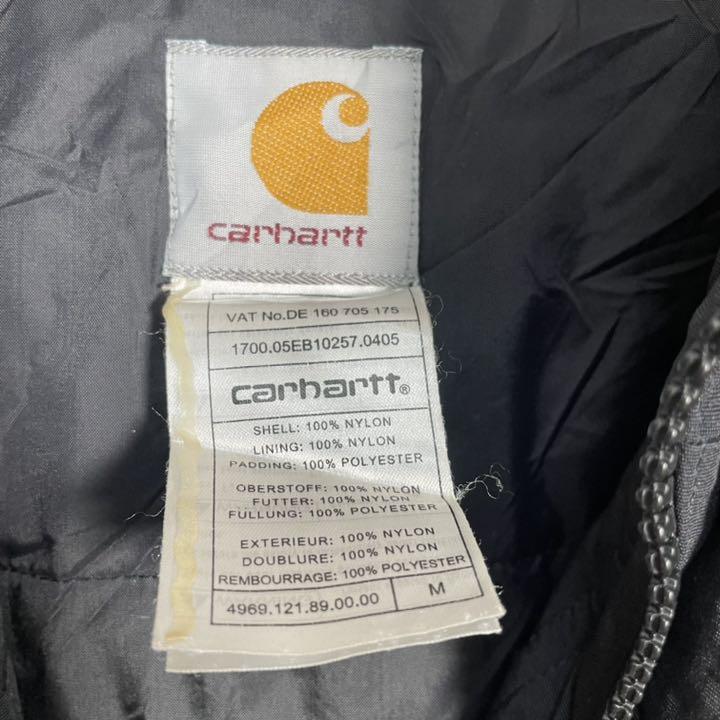 carhartt
VAT No.DE 160 705 175
1700.05EB10257.0405
carhartt®
SHELL: 100% NYLON
LINING: 100% NYLON
PADDING: 100% POLYESTER
OBERSTOFF: 100% NYLON
FUTTER: 100% NYLON
FÜLLUNG: 100% POLYESTER
EXTERIEUR: 100% NYLON
DOUBLURE: 100% NYLON
REMBOURRAGE: 100% POLYESTER
4969.121.89.00.00 M